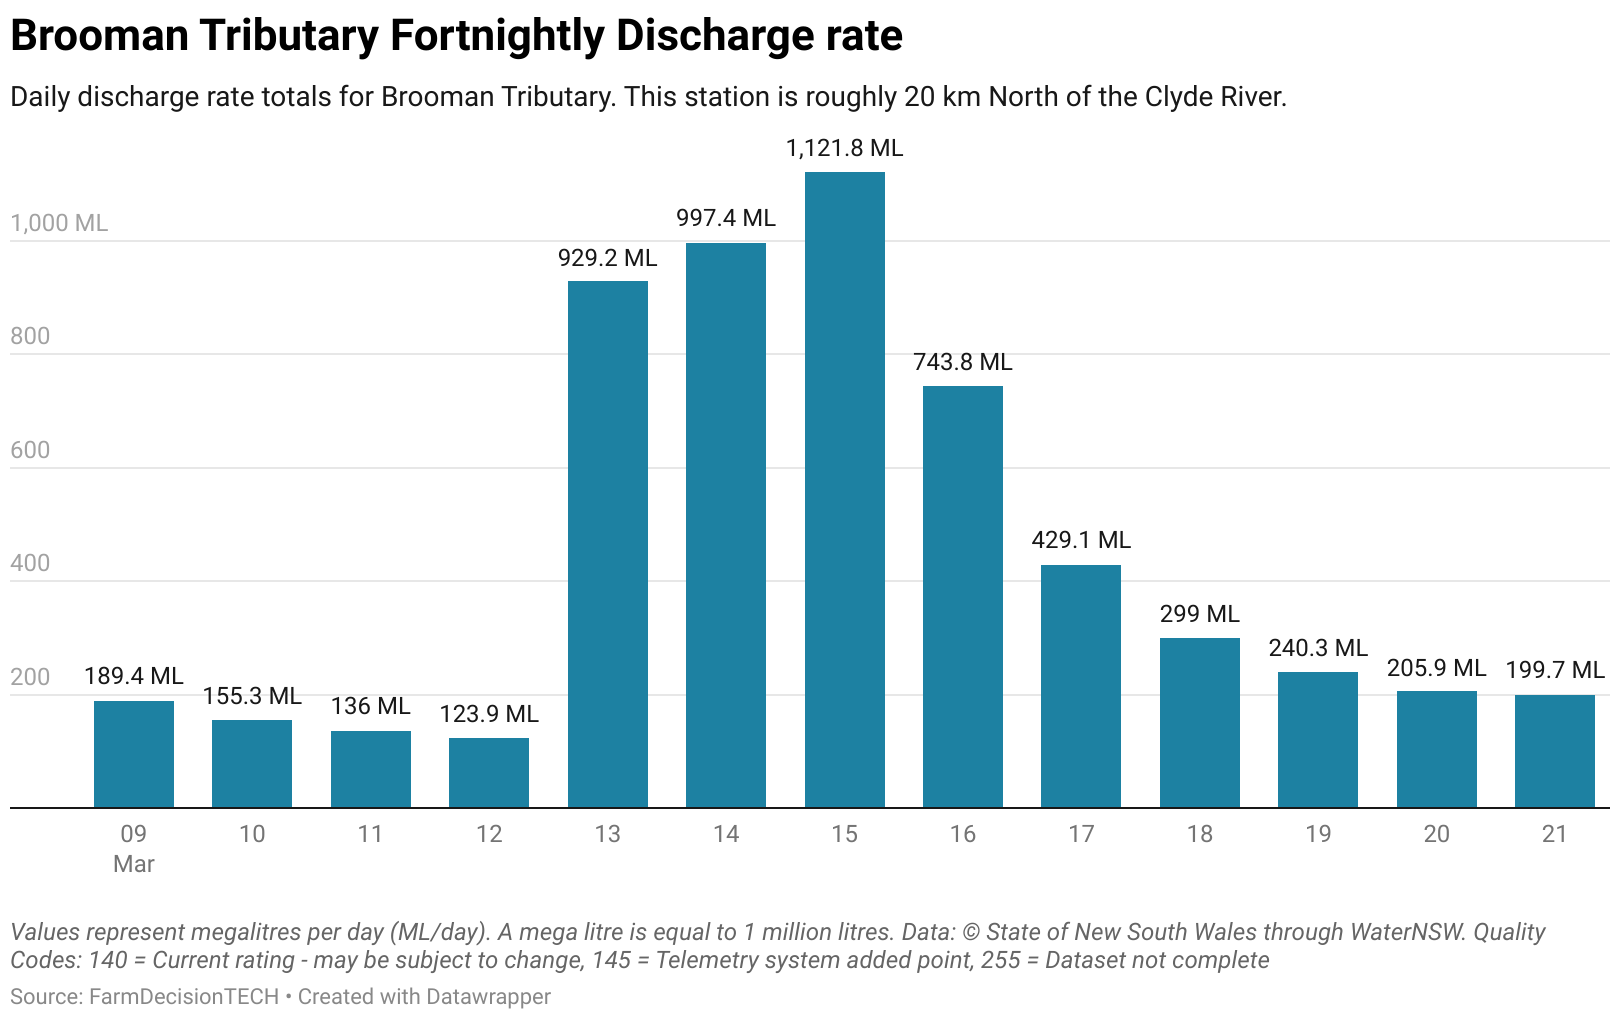 Brooman Tributary Fortnightly Discharge rate
Daily discharge rate totals for Brooman Tributary. This station is roughly 20 km North of the Clyde River.
1,121.8 ML
997.4 ML
1,000 ML
929.2 ML
800
743.8 ML
600
429.1 ML
400
299 ML
240.3 ML
205.9 ML
199.7 ML
200
189.4 ML
155.3 ML
136 ML
123.9 ML
09 10 11 12 13 14 15 16 17 18 19 20 21
Mar
Values represent megalitres per day (ML/day). A mega litre is equal to 1 million litres. Data: © State of New South Wales through WaterNSW. Quality
Codes: 140 = Current rating - may be subject to change, 145 = Telemetry system added point, 255 = Dataset not complete
Source: FarmDecisionTECH • Created with Datawrapper